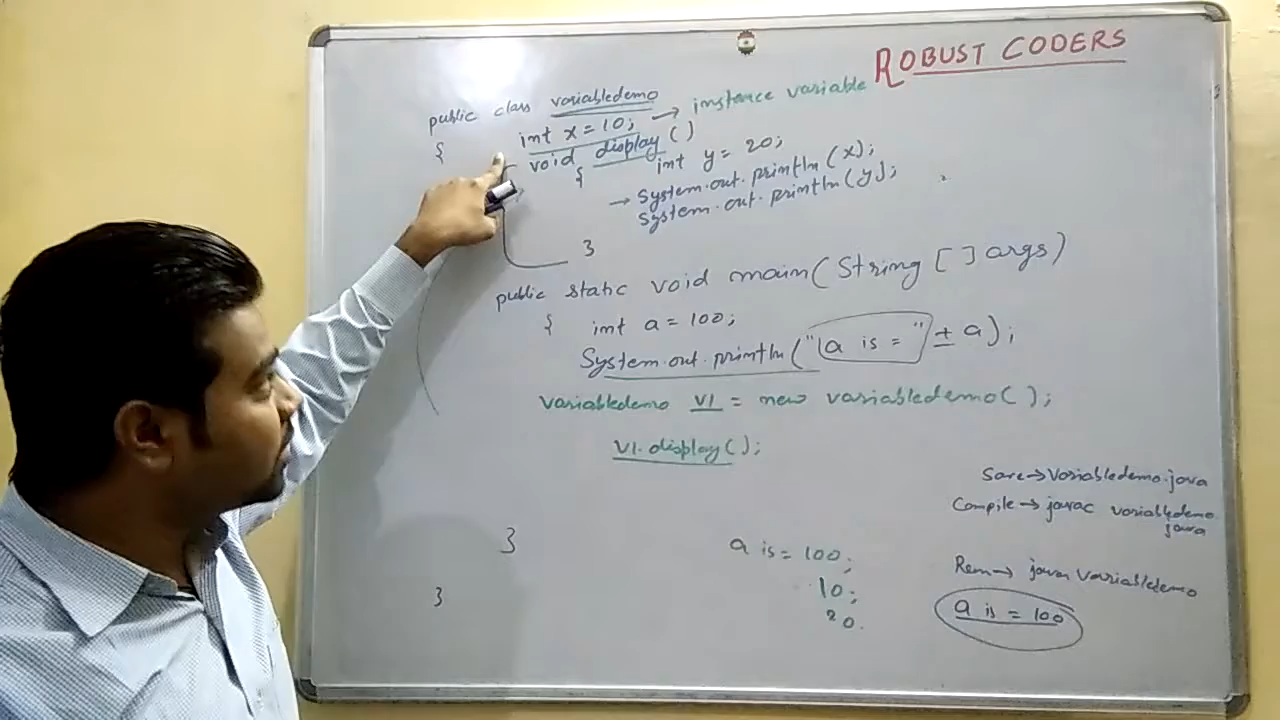 ROBUST CODERS
public class variabledemo
{ int x = 10; → instance variable
void display ()
{ int y = 20;
→ System.out.println (x);
System.out.println (y);
}
public static void main (String [] args)
{ int a = 100;
System.out.println ("a is = " + a);
variabledemo v1 = new variabledemo ();
v1.display ();
}
}
a is = 100;
10;
20.
Save → Variabledemo.java
Compile → javac variabledemo
java
Run → java variabledemo
a is = 100